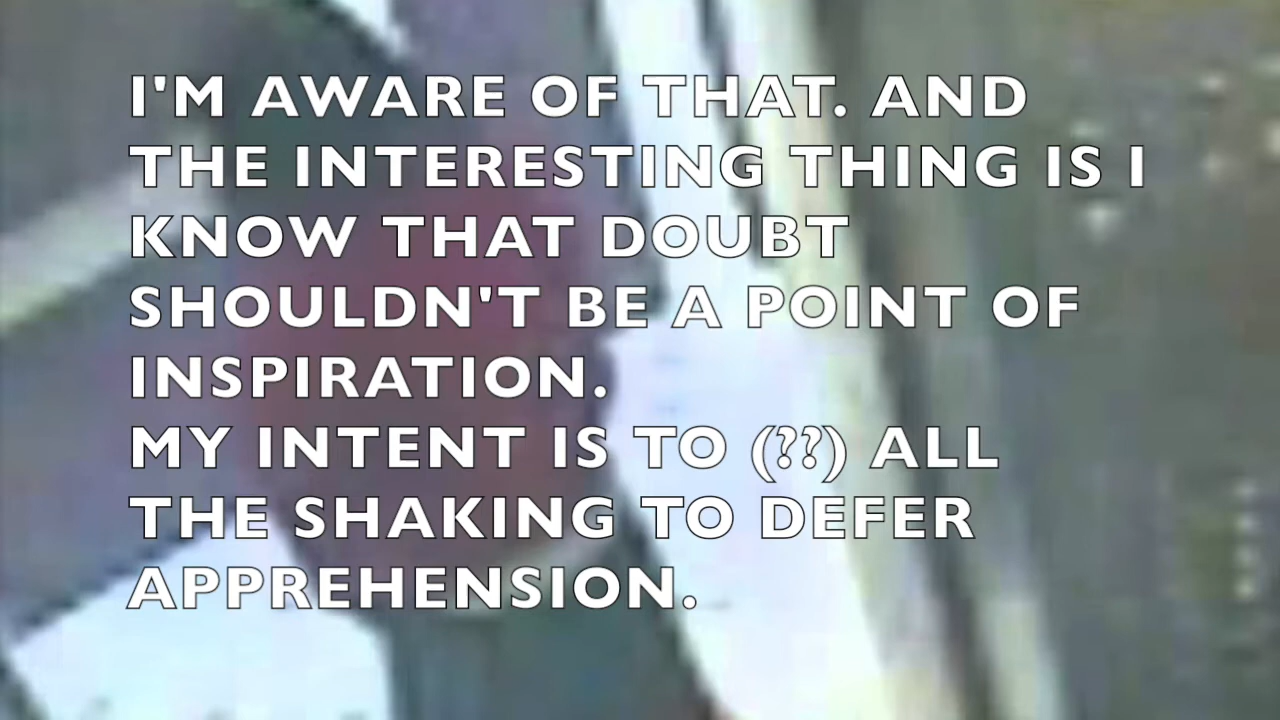 I'M AWARE OF THAT. AND
THE INTERESTING THING IS I
KNOW THAT DOUBT
SHOULDN'T BE A POINT OF
INSPIRATION.
MY INTENT IS TO (??) ALL
THE SHAKING TO DEFER
APPREHENSION.